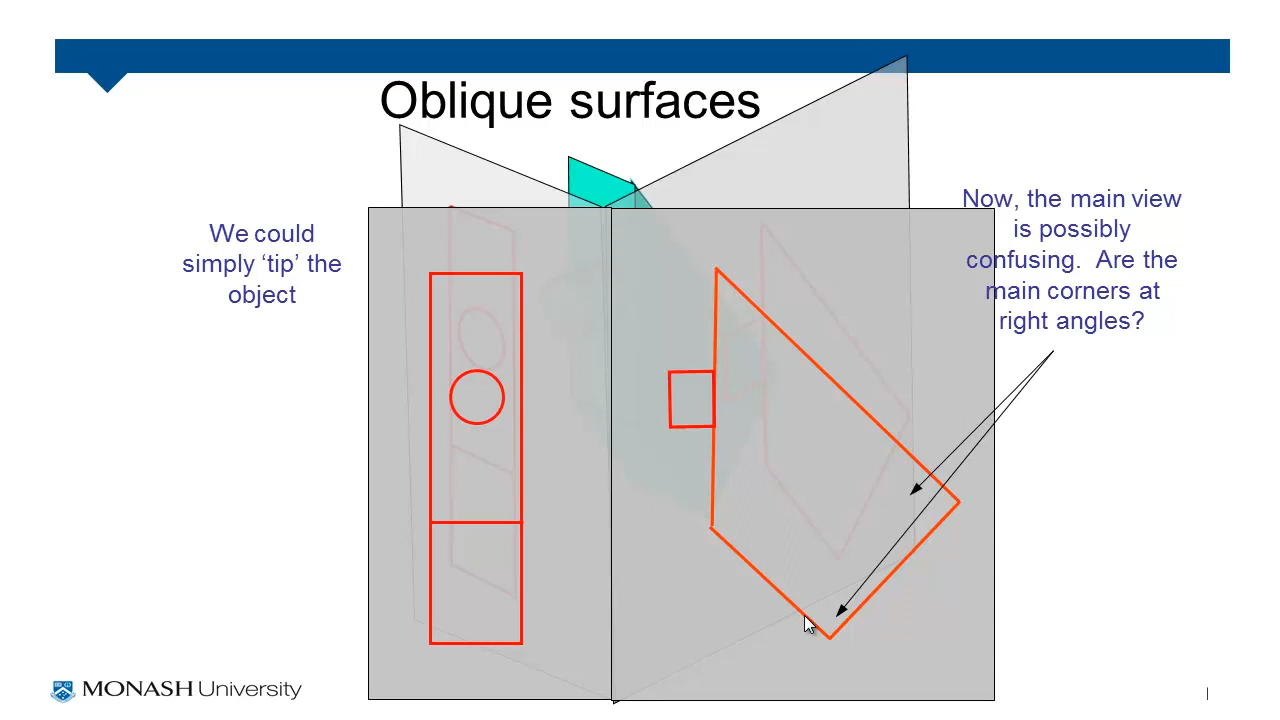 Oblique surfaces
We could
simply ‘tip’ the
object
Now, the main view
is possibly
confusing.  Are the
main corners at
right angles?
MONASH University